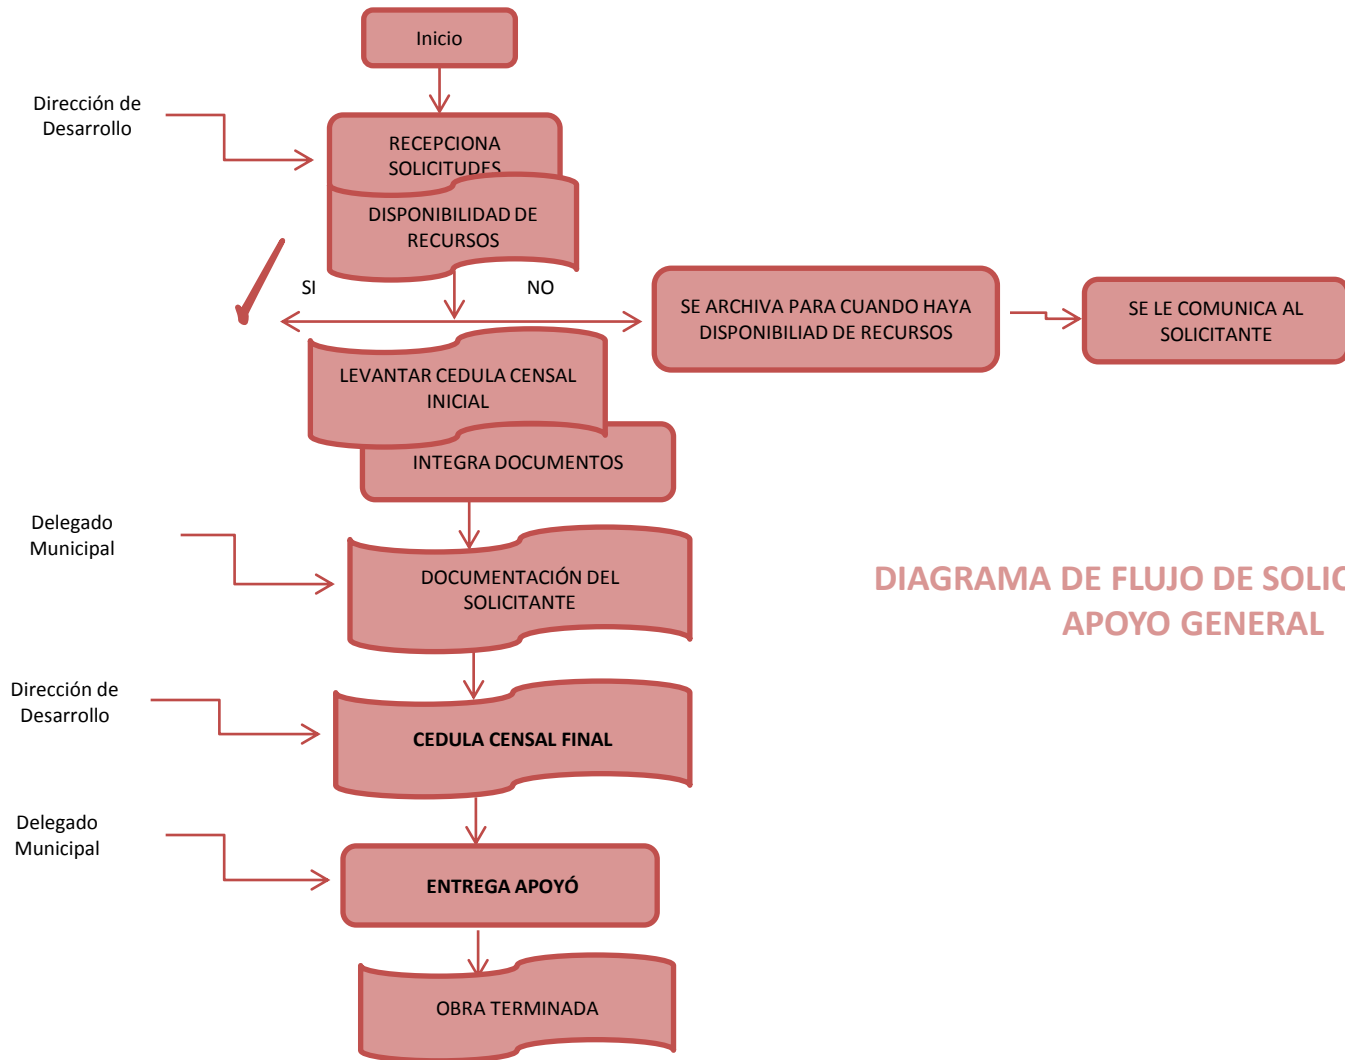 Inicio
Dirección de
Desarrollo
RECEPCIONA
SOLICITUDES
DISPONIBILIDAD DE
RECURSOS
SI
NO
SE ARCHIVA PARA CUANDO HAYA
DISPONIBILIAD DE RECURSOS
SE LE COMUNICA AL
SOLICITANTE
LEVANTAR CEDULA CENSAL
INICIAL
INTEGRA DOCUMENTOS
Delegado
Municipal
DOCUMENTACIÓN DEL
SOLICITANTE
DIAGRAMA DE FLUJO DE SOLIC
APOYO GENERAL
Dirección de
Desarrollo
CEDULA CENSAL FINAL
Delegado
Municipal
ENTREGA APOYÓ
OBRA TERMINADA